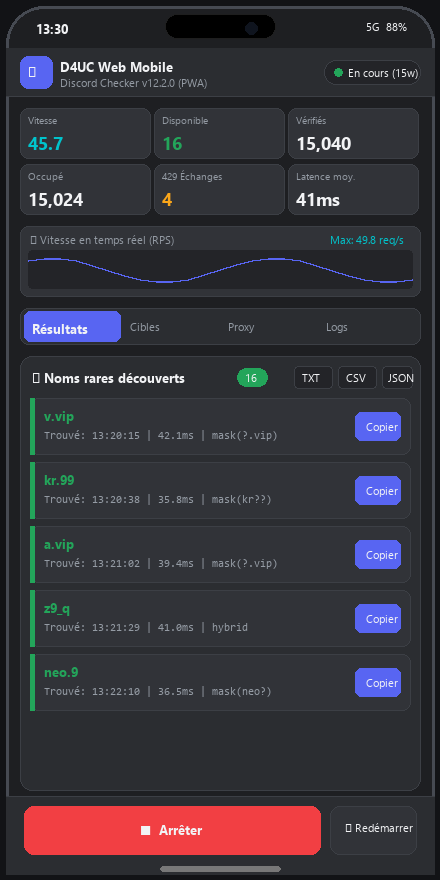 13:30
5G 88%
D4UC Web Mobile
Discord Checker v12.2.0 (PWA)
En cours (15w)
Vitesse
45.7
Disponible
16
Vérifiés
15,040
Occupé
15,024
429 Échanges
4
Latence moy.
41ms
Vitesse en temps réel (RPS)
Max: 49.8 req/s
Résultats
Cibles
Proxy
Logs
Noms rares découverts
16
TXT
CSV
JSON
v.vip
Trouvé: 13:20:15 | 42.1ms | mask(?.vip)
Copier
kr.99
Trouvé: 13:20:38 | 35.8ms | mask(kr??)
Copier
a.vip
Trouvé: 13:21:02 | 39.4ms | mask(?.vip)
Copier
z9_q
Trouvé: 13:21:29 | 41.0ms | hybrid
Copier
neo.9
Trouvé: 13:22:10 | 36.5ms | mask(neo?)
Copier
Arrêter
Redémarrer